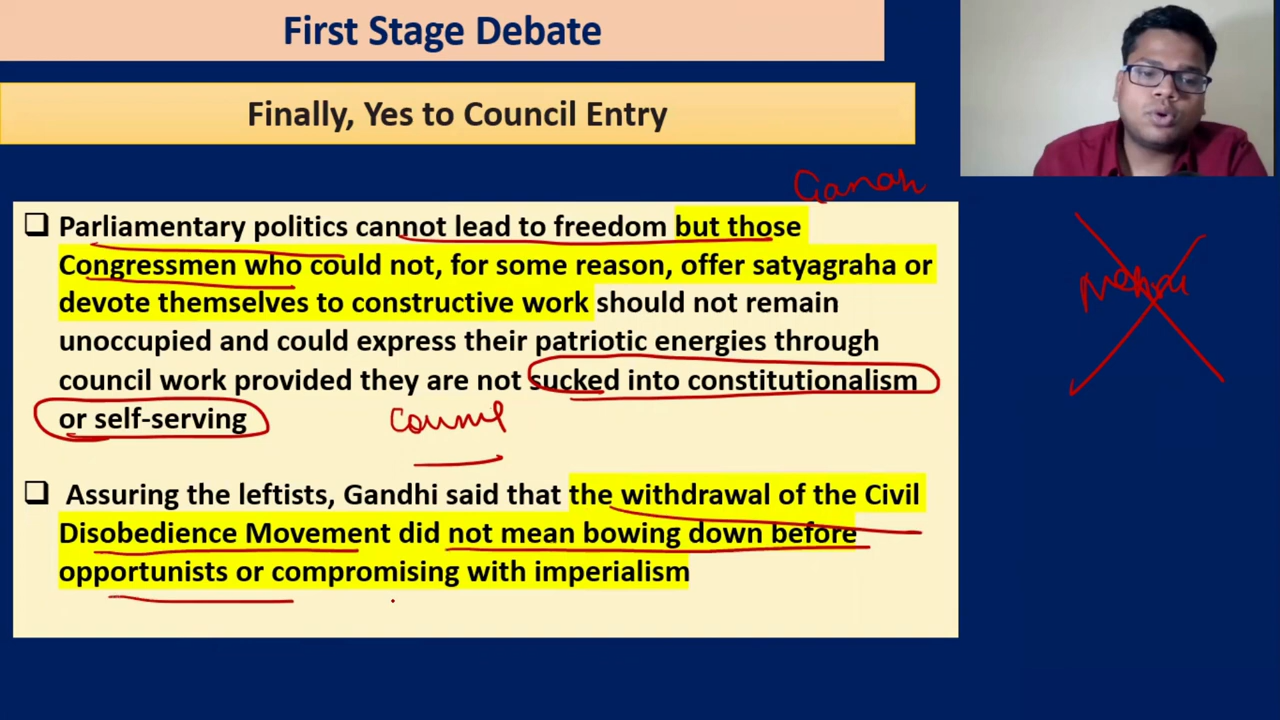 First Stage Debate
Finally, Yes to Council Entry
❑ Parliamentary politics cannot lead to freedom but those
Congressmen who could not, for some reason, offer satyagraha or
devote themselves to constructive work should not remain
unoccupied and could express their patriotic energies through
council work provided they are not sucked into constitutionalism
or self-serving
❑ Assuring the leftists, Gandhi said that the withdrawal of the Civil
Disobedience Movement did not mean bowing down before
opportunists or compromising with imperialism